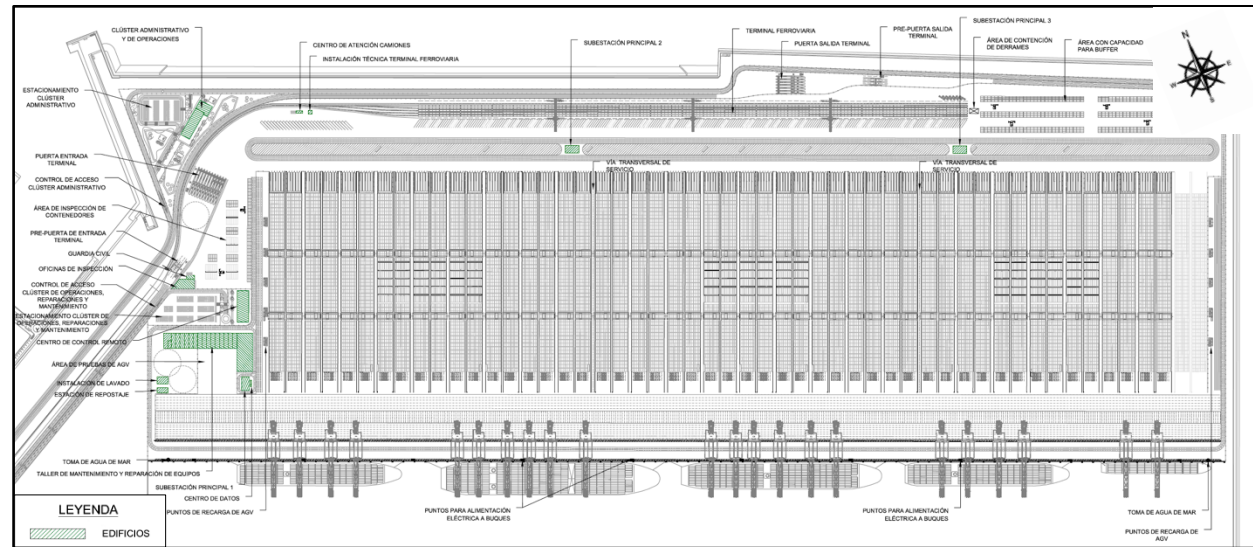 CLÚSTER ADMINISTRATIVO
Y DE OPERACIONES
CENTRO DE ATENCIÓN CAMIONES
INSTALACIÓN TÉCNICA TERMINAL FERROVIARIA
SUBESTACIÓN PRINCIPAL 2
TERMINAL FERROVIARIA
PUERTA SALIDA TERMINAL
PRE-PUERTA SALIDA
TERMINAL
SUBESTACIÓN PRINCIPAL 3
ÁREA DE CONTENCIÓN
DE DERRAMES
ÁREA CON CAPACIDAD
PARA BUFFER
N
E
S
W
ESTACIONAMIENTO
CLÚSTER
ADMINISTRATIVO
PUERTA ENTRADA
TERMINAL
CONTROL DE ACCESO
CLÚSTER ADMINISTRATIVO
ÁREA DE INSPECCIÓN DE
CONTENEDORES
PRE-PUERTA DE ENTRADA
TERMINAL
GUARDIA CIVIL
OFICINAS DE INSPECCIÓN
CONTROL DE ACCESO
CLÚSTER DE OPERACIONES,
REPARACIONES Y
MANTENIMIENTO
ESTACIONAMIENTO CLÚSTER DE
OPERACIONES, REPARACIONES
Y MANTENIMIENTO
CENTRO DE CONTROL REMOTO
ÁREA DE PRUEBAS DE AGV
INSTALACIÓN DE LAVADO
ESTACIÓN DE REPOSTAJE
VÍA TRANSVERSAL DE
SERVICIO
VÍA TRANSVERSAL DE
SERVICIO
TOMA DE AGUA DE MAR
TALLER DE MANTENIMIENTO Y REPARACIÓN DE EQUIPOS
SUBESTACIÓN PRINCIPAL 1
CENTRO DE DATOS
PUNTOS DE RECARGA DE AGV
PUNTOS PARA ALIMENTACIÓN
ELÉCTRICA A BUQUES
PUNTOS PARA ALIMENTACIÓN
ELÉCTRICA A BUQUES
TOMA DE AGUA DE MAR
PUNTOS DE RECARGA DE
AGV
LEYENDA
EDIFICIOS